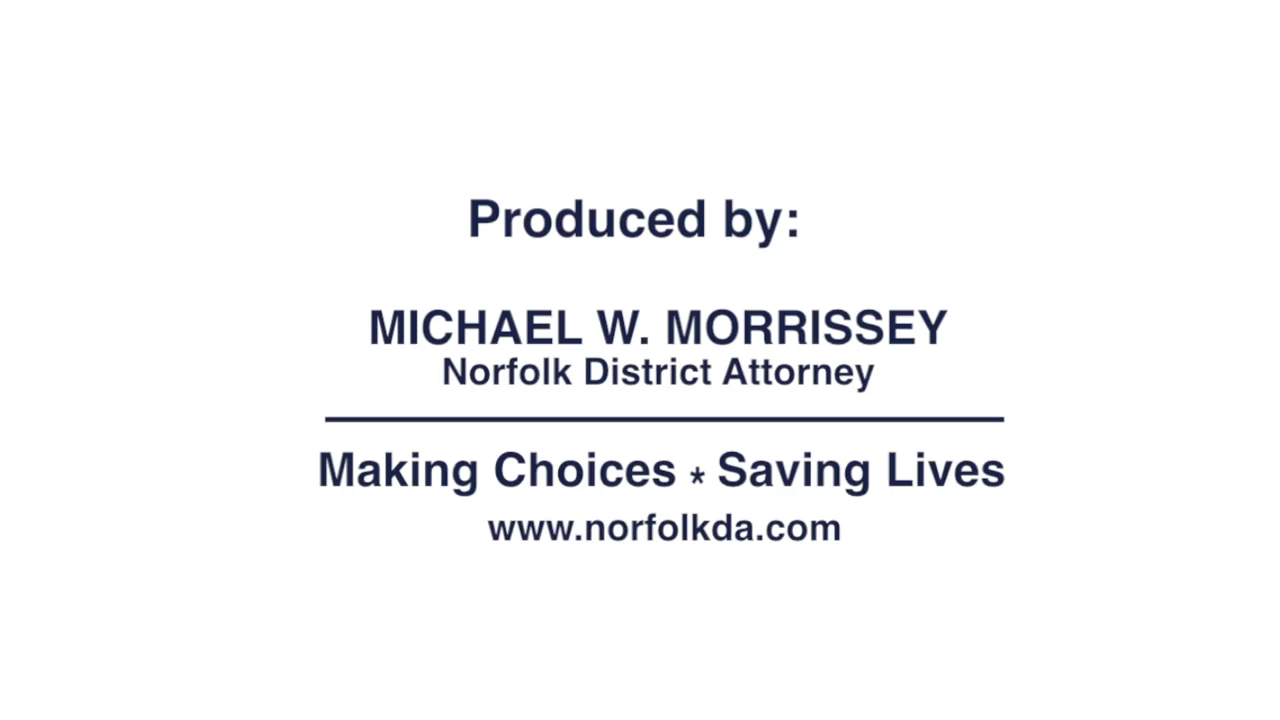 Produced by:
MICHAEL W. MORRISSEY
Norfolk District Attorney
Making Choices * Saving Lives
www.norfolkda.com